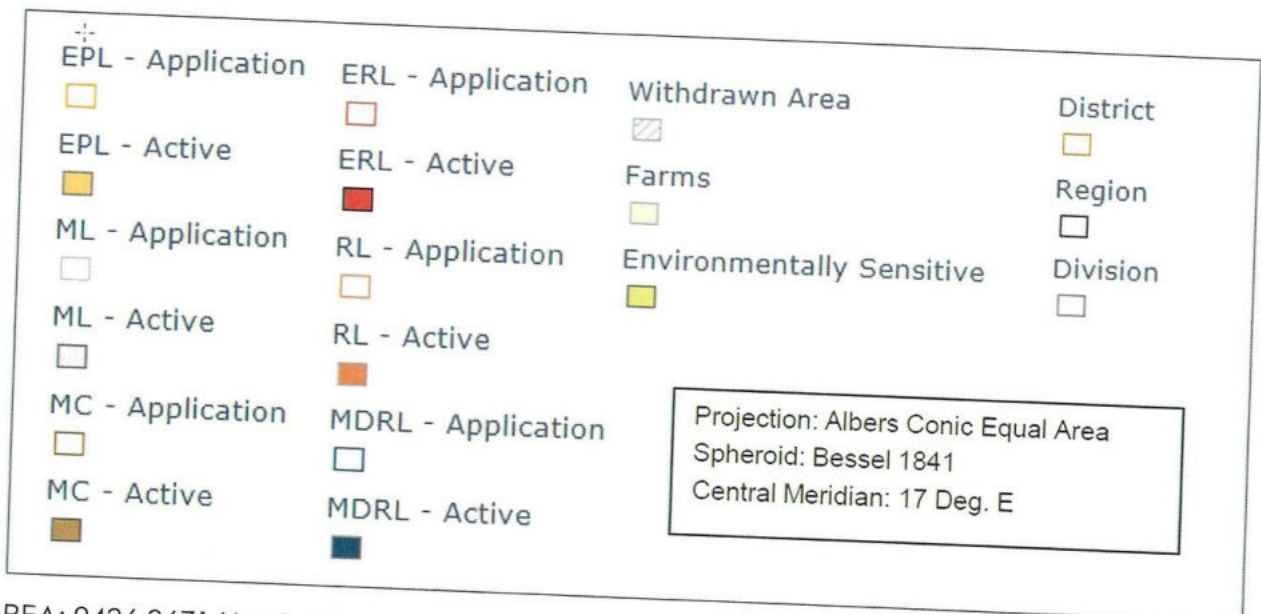 EPL - Application
EPL - Active
ML - Application
ML - Active
MC - Application
MC - Active
ERL - Application
ERL - Active
RL - Application
RL - Active
MDRL - Application
MDRL - Active
Withdrawn Area
Farms
Environmentally Sensitive
District
Region
Division
Projection: Albers Conic Equal Area
Spheroid: Bessel 1841
Central Meridian: 17 Deg. E